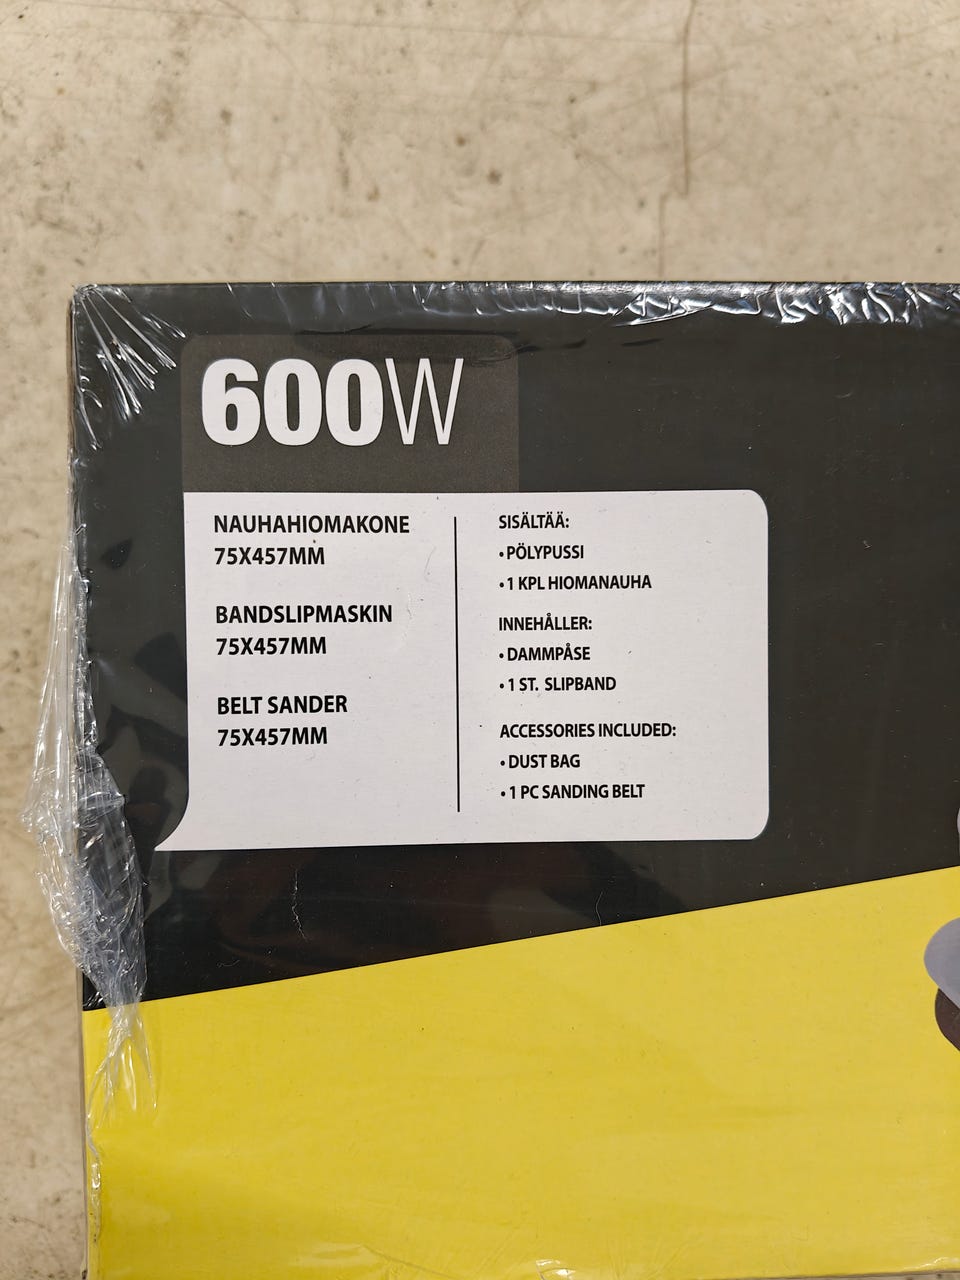 600W
NAUHAHIOMAKONE
75X457MM
BANDSLIPMASKIN
75X457MM
BELT SANDER
75X457MM
SISÄLTÄÄ:
• PÖLYPUSSI
• 1 KPL HIOMANAUHA
INNEHÅLLER:
• DAMMPÅSE
• 1 ST. SLIPBAND
ACCESSORIES INCLUDED:
• DUST BAG
• 1 PC SANDING BELT